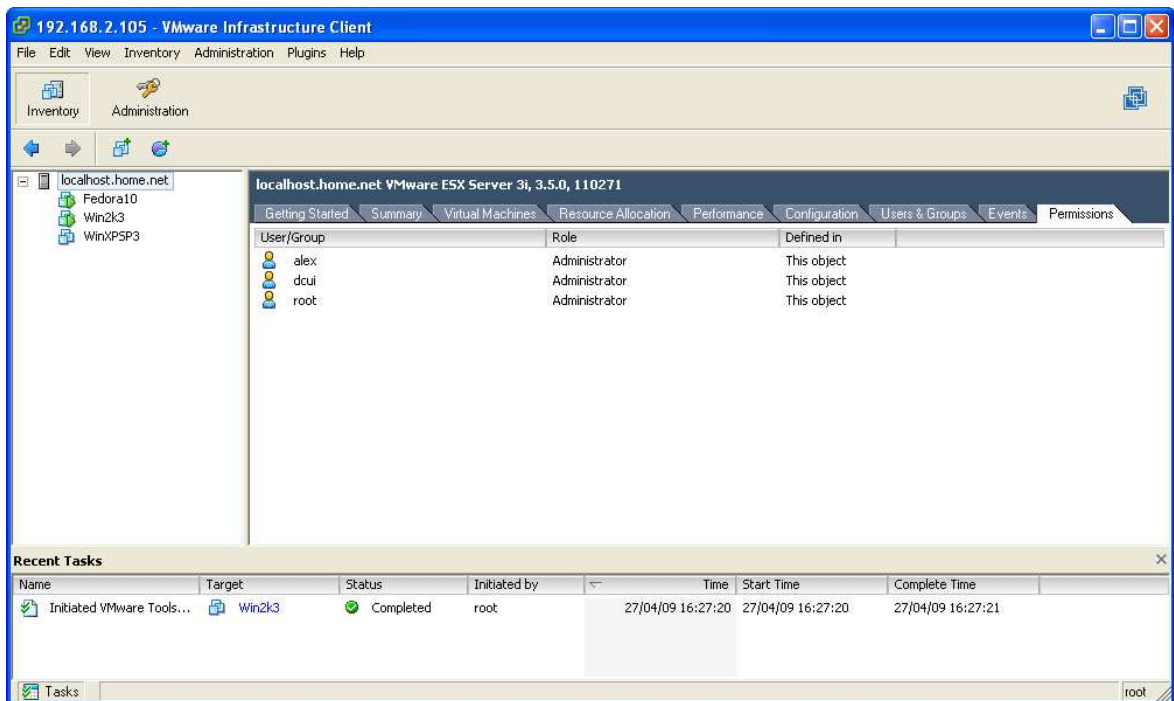 192.168.2.105 - VMware Infrastructure Client
File Edit View Inventory Administration Plugins Help
Inventory Administration
localhost.home.net
Fedora10
Win2k3
WinXPSP3
localhost.home.net VMware ESX Server 3i, 3.5.0, 110271
Getting Started Summary Virtual Machines Resource Allocation Performance Configuration Users & Groups Events Permissions
User/Group Role Defined in
alex Administrator This object
dcui Administrator This object
root Administrator This object
Recent Tasks
Name Target Status Initiated by Time Start Time Complete Time
Initiated VMware Tools... Win2k3 Completed root 27/04/09 16:27:20 27/04/09 16:27:20 27/04/09 16:27:21
Tasks root